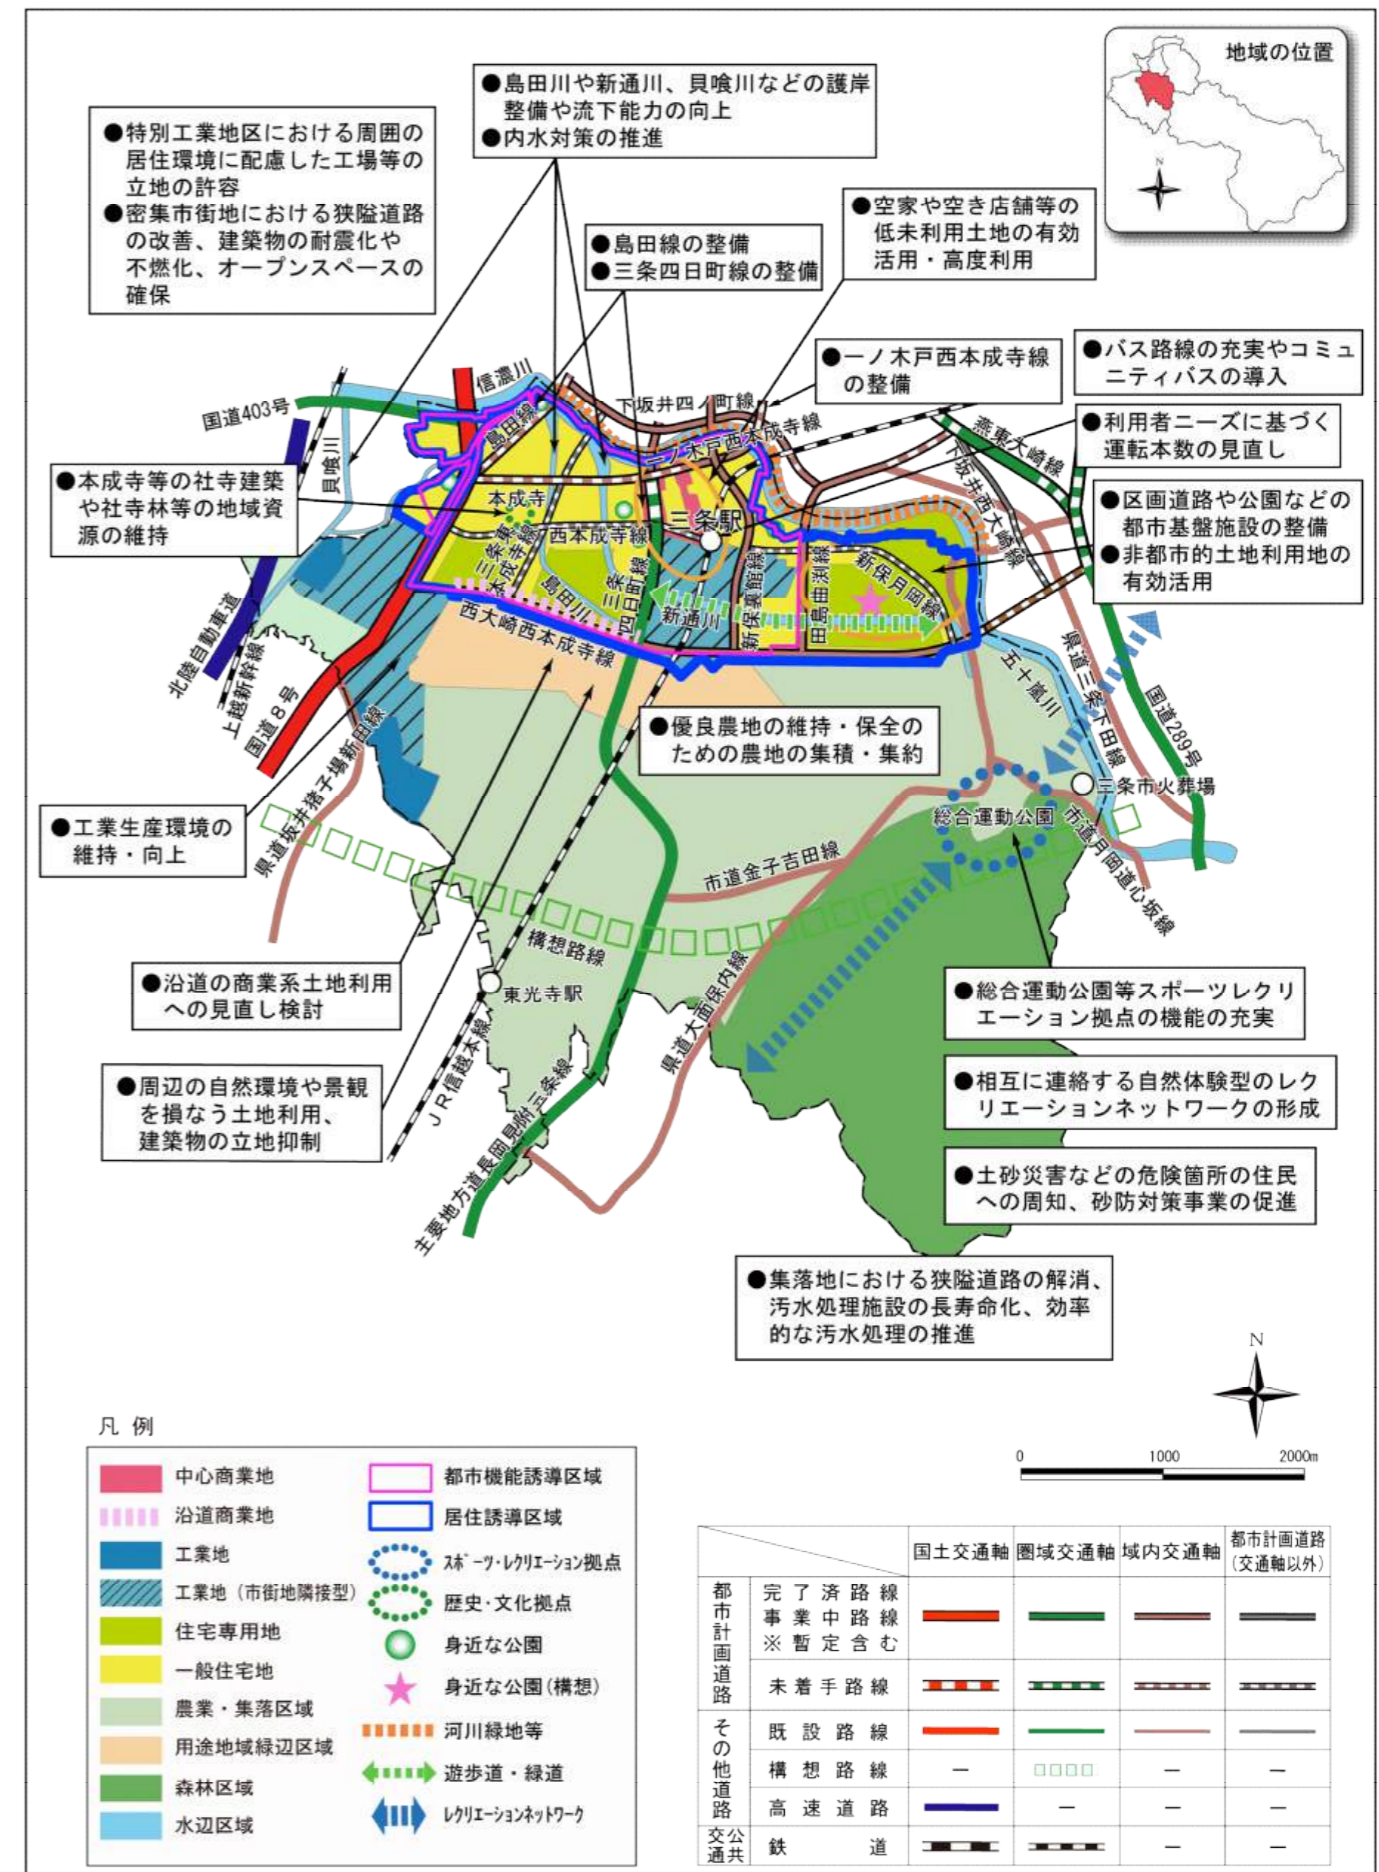 地域の位置
N
●島田川や新通川、貝喰川などの護岸
整備や流下能力の向上
●内水対策の推進
●特別工業地区における周囲の
居住環境に配慮した工場等の
立地の許容
●密集市街地における狭隘道路
の改善、建築物の耐震化や
不燃化、オープンスペースの
確保
●空家や空き店舗等の
低未利用土地の有効
活用・高度利用
●島田線の整備
●三条四日町線の整備
●一ノ木戸西本成寺線
の整備
●バス路線の充実やコミュ
ニティバスの導入
●利用者ニーズに基づく
運転本数の見直し
●区画道路や公園などの
都市基盤施設の整備
●非都市的土地利用地の
有効活用
●本成寺等の社寺建築
や社寺林等の地域資
源の維持
国道403号
信濃川
貝喰川
島田線
下坂井四ノ町線
一ノ木戸西本成寺線
燕東大崎線
下坂井西大崎線
本成寺
三条東本成寺線
西本成寺線
三条駅
島田川
三条四日町線
新通川
新保裏館線
田島曲渕線
新保月岡線
西大崎西本成寺線
北陸自動車道
上越新幹線
国道8号
県道坂井猪子場新田線
五十嵐川
県道三条下田線
国道289号
●優良農地の維持・保全の
ための農地の集積・集約
三条市火葬場
総合運動公園
市道月岡道心坂線
市道金子吉田線
●工業生産環境の
維持・向上
構想路線
東光寺駅
県道大面保内線
JR信越本線
主要地方道長岡見附三条線
●沿道の商業系土地利用
への見直し検討
●周辺の自然環境や景観
を損なう土地利用、
建築物の立地抑制
●総合運動公園等スポーツレクリ
エーション拠点の機能の充実
●相互に連絡する自然体験型のレク
リエーションネットワークの形成
●土砂災害などの危険箇所の住民
への周知、砂防対策事業の促進
●集落地における狭隘道路の解消、
汚水処理施設の長寿命化、効率
的な汚水処理の推進
N
0 1000 2000m
凡 例
中心商業地
沿道商業地
工業地
工業地（市街地隣接型）
住宅専用地
一般住宅地
農業・集落区域
用途地域縁辺区域
森林区域
水辺区域
都市機能誘導区域
居住誘導区域
ｽﾎﾟｰﾂ・ﾚｸﾘｴｰｼｮﾝ拠点
歴史・文化拠点
身近な公園
身近な公園(構想)
河川緑地等
遊歩道・緑道
ﾚｸﾘｴｰｼｮﾝﾈｯﾄﾜｰｸ
国土交通軸 圏域交通軸 域内交通軸 都市計画道路
(交通軸以外)
都市計画道路
完了済路線
事業中路線
※暫定含む
未着手路線
その他道路
既設路線
構想路線 － － －
高速道路 － － －
公共交通
鉄道 － －